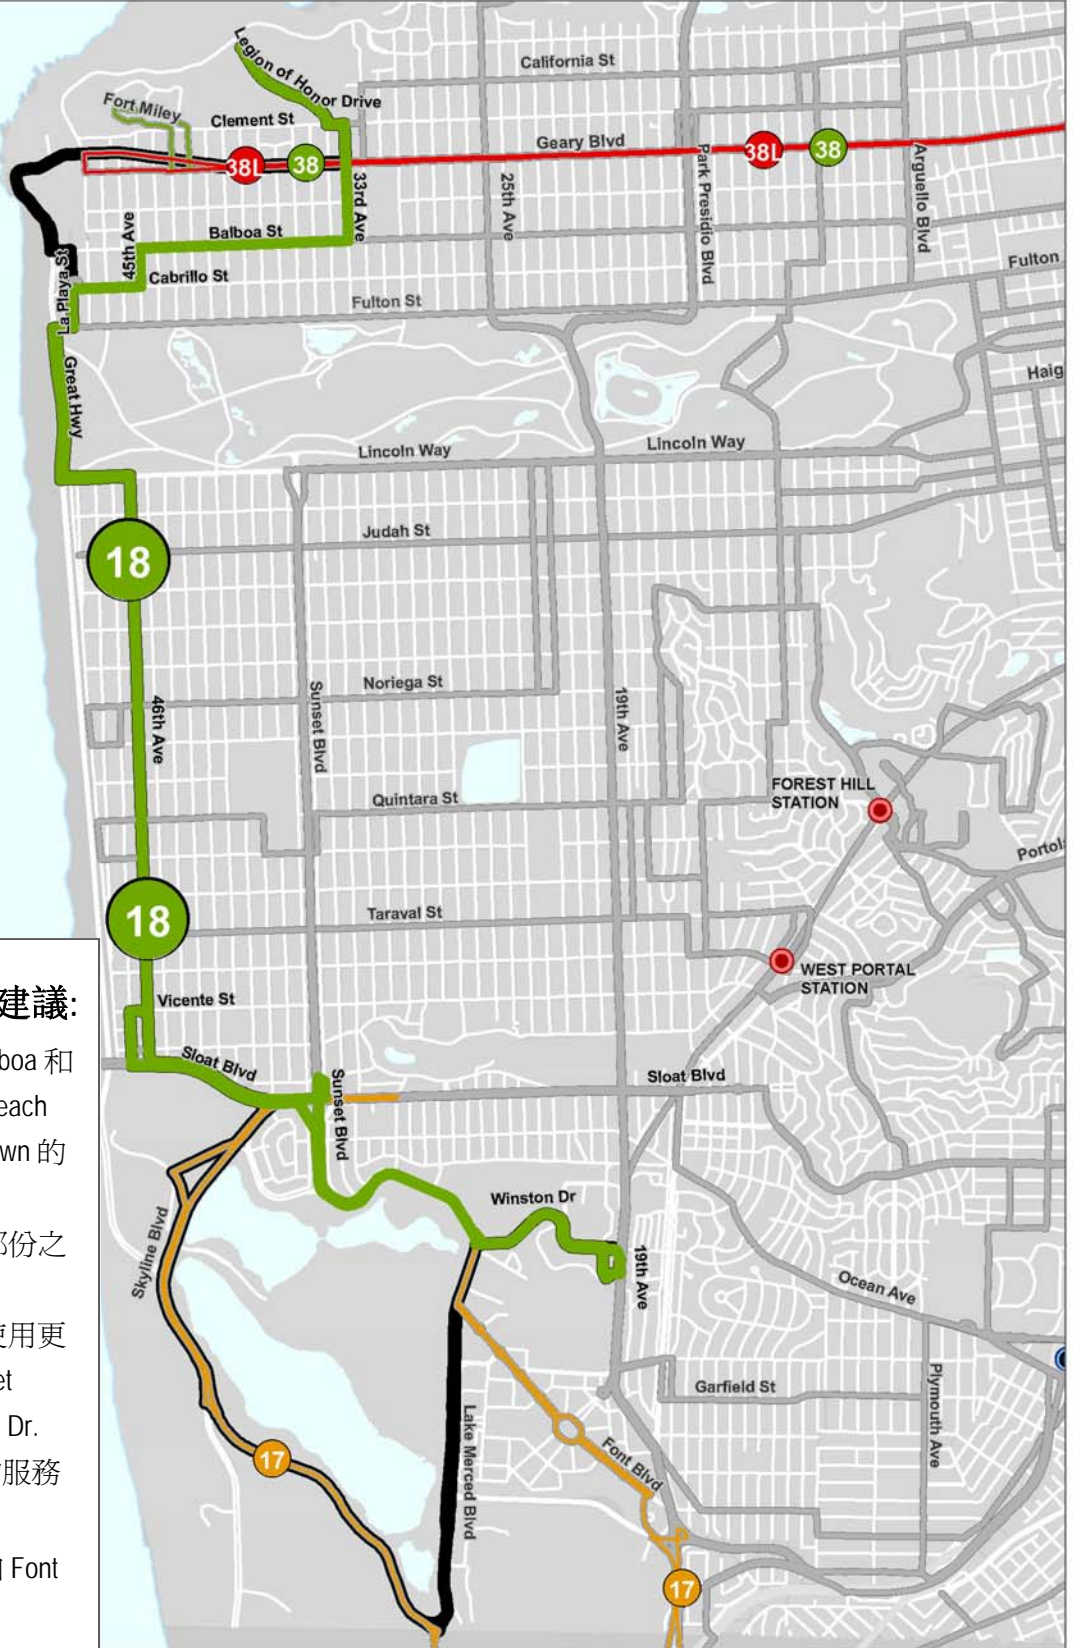 Legion of Honor Drive
California St
Fort Miley
Clement St
Geary Blvd
38L
38
38L
38
33rd Ave
25th Ave
Park Presidio Blvd
Arguello Blvd
45th Ave
Balboa St
La Playa St
Cabrillo St
Fulton St
Fulton
Great Hwy
Haig
Lincoln Way
Lincoln Way
Judah St
18
Noriega St
Sunset Blvd
19th Ave
46th Ave
FOREST HILL
STATION
Quintara St
Portol
18
Taraval St
WEST PORTAL
STATION
Vicente St
Sloat Blvd
Sunset Blvd
Sloat Blvd
Winston Dr
Skyline Blvd
19th Ave
Ocean Ave
Garfield St
Plymouth Ave
Lake Merced Blvd
Font Blvd
17
17
建議:
boa 和
each
wn 的
部份之
使用更
et
Dr.
服務
Font